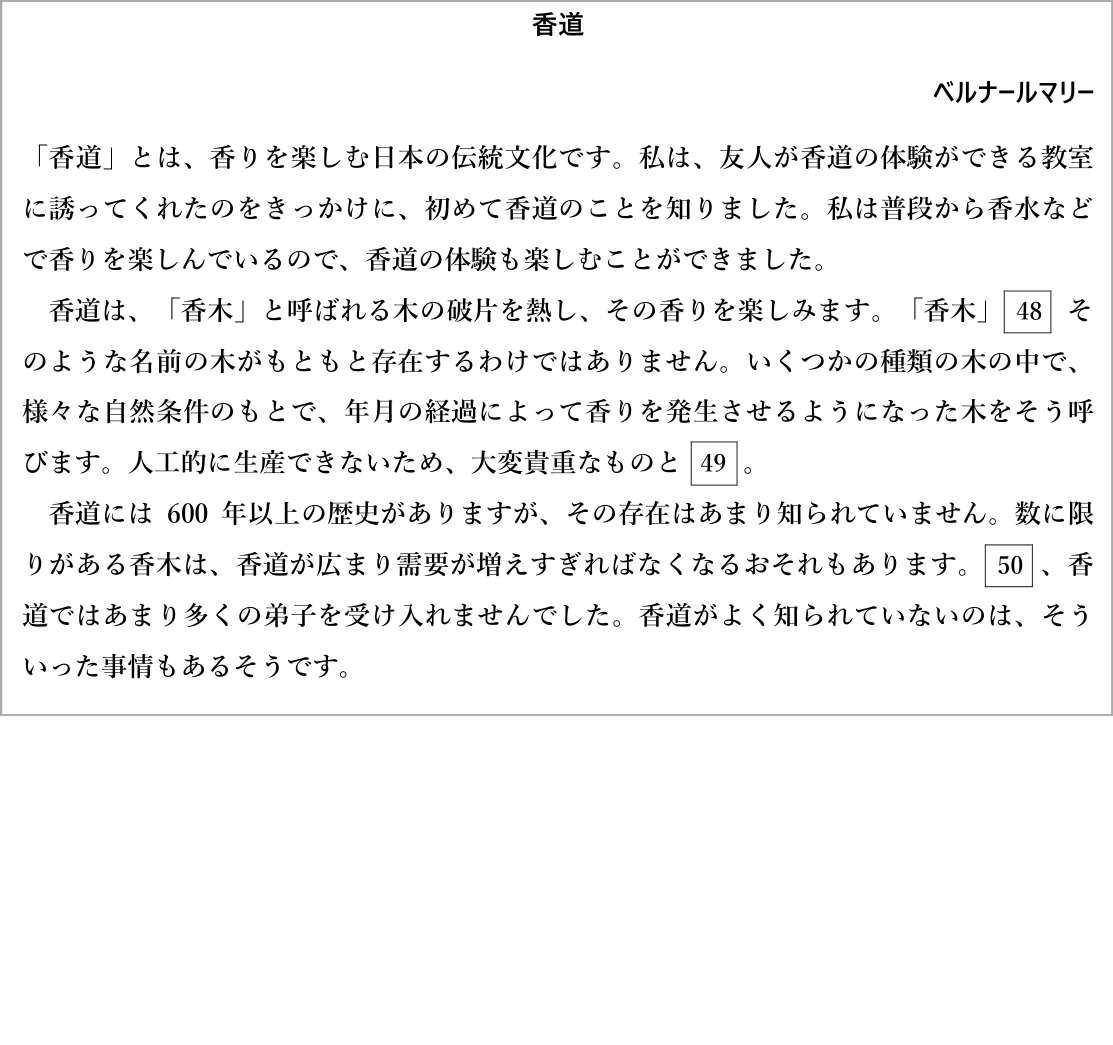 香道
ベルナールマリー
「香道」とは、香りを楽しむ日本の伝統文化です。私は、友人が香道の体験ができる教室
に誘ってくれたのをきっかけに、初めて香道のことを知りました。私は普段から香水など
で香りを楽しんでいるので、香道の体験も楽しむことができました。
香道は、「香木」と呼ばれる木の破片を熱し、その香りを楽しみます。「香木」 48 そ
のような名前の木がもともと存在するわけではありません。いくつかの種類の木の中で、
様々な自然条件のもとで、年月の経過によって香りを発生させるようになった木をそう呼
びます。人工的に生産できないため、大変貴重なものと 49 。
香道には 600 年以上の歴史がありますが、その存在はあまり知られていません。数に限
りがある香木は、香道が広まり需要が増えすぎればなくなるおそれもあります。 50 、香
道ではあまり多くの弟子を受け入れませんでした。香道がよく知られていないのは、そう
いった事情もあるそうです。